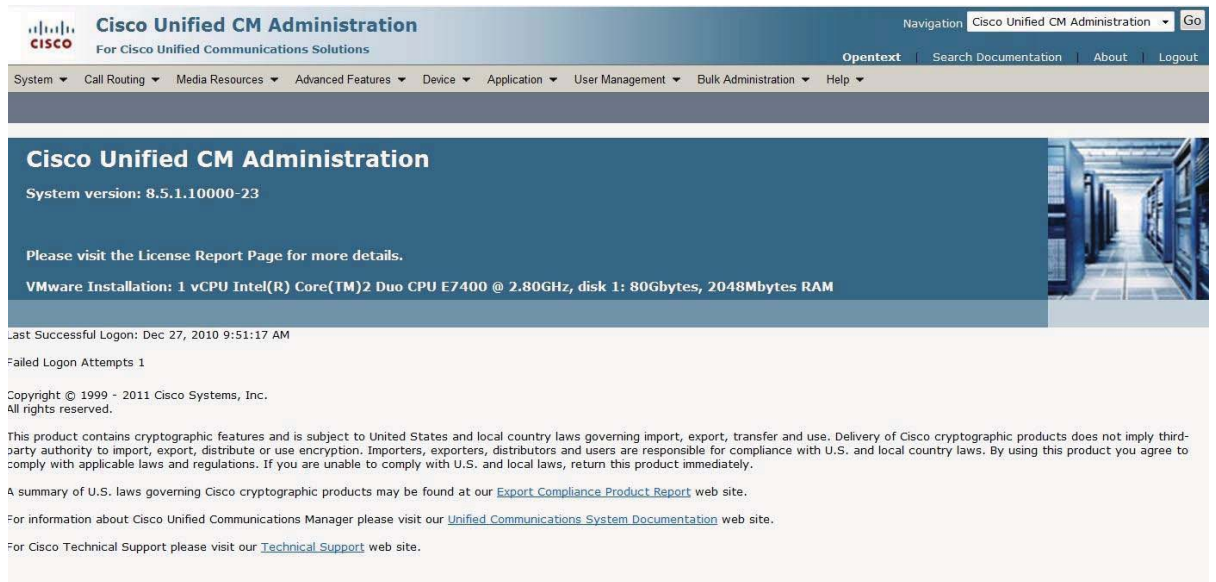 CISCO
Cisco Unified CM Administration
For Cisco Unified Communications Solutions
Navigation Cisco Unified CM Administration Go
Opentext | Search Documentation | About | Logout
System Call Routing Media Resources Advanced Features Device Application User Management Bulk Administration Help
Cisco Unified CM Administration
System version: 8.5.1.10000-23
Please visit the License Report Page for more details.
VMware Installation: 1 vCPU Intel(R) Core(TM)2 Duo CPU E7400 @ 2.80GHz, disk 1: 80Gbytes, 2048Mbytes RAM
Last Successful Logon: Dec 27, 2010 9:51:17 AM
Failed Logon Attempts 1
Copyright © 1999 - 2011 Cisco Systems, Inc.
All rights reserved.
This product contains cryptographic features and is subject to United States and local country laws governing import, export, transfer and use. Delivery of Cisco cryptographic products does not imply third-
party authority to import, export, distribute or use encryption. Importers, exporters, distributors and users are responsible for compliance with U.S. and local country laws. By using this product you agree to
comply with applicable laws and regulations. If you are unable to comply with U.S. and local laws, return this product immediately.
A summary of U.S. laws governing Cisco cryptographic products may be found at our Export Compliance Product Report web site.
For information about Cisco Unified Communications Manager please visit our Unified Communications System Documentation web site.
For Cisco Technical Support please visit our Technical Support web site.